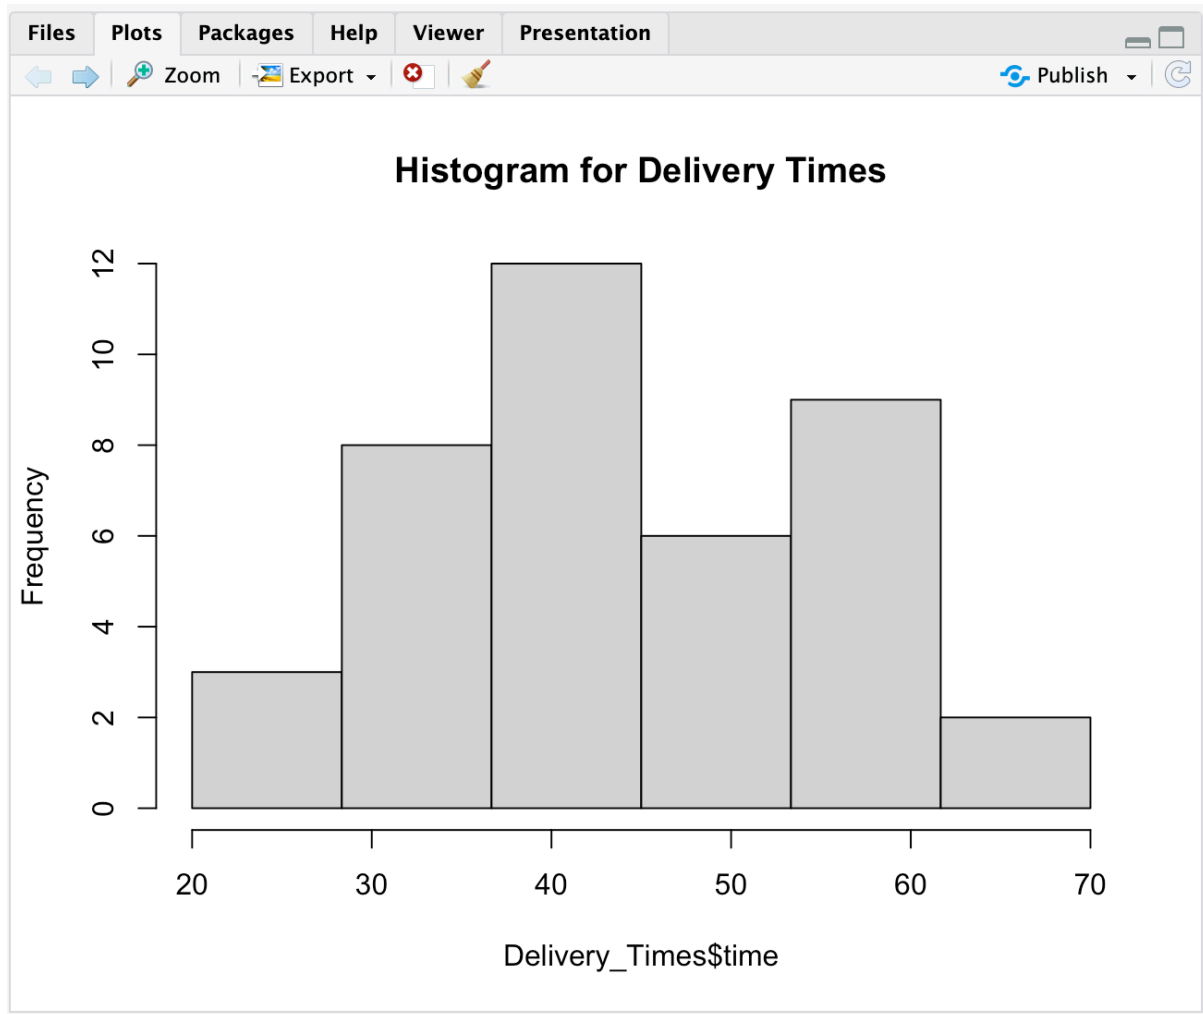 Files Plots Packages Help Viewer Presentation
Zoom Export Publish
Histogram for Delivery Times
Frequency
12
10
8
6
4
2
0
20 30 40 50 60 70
Delivery_Times$time